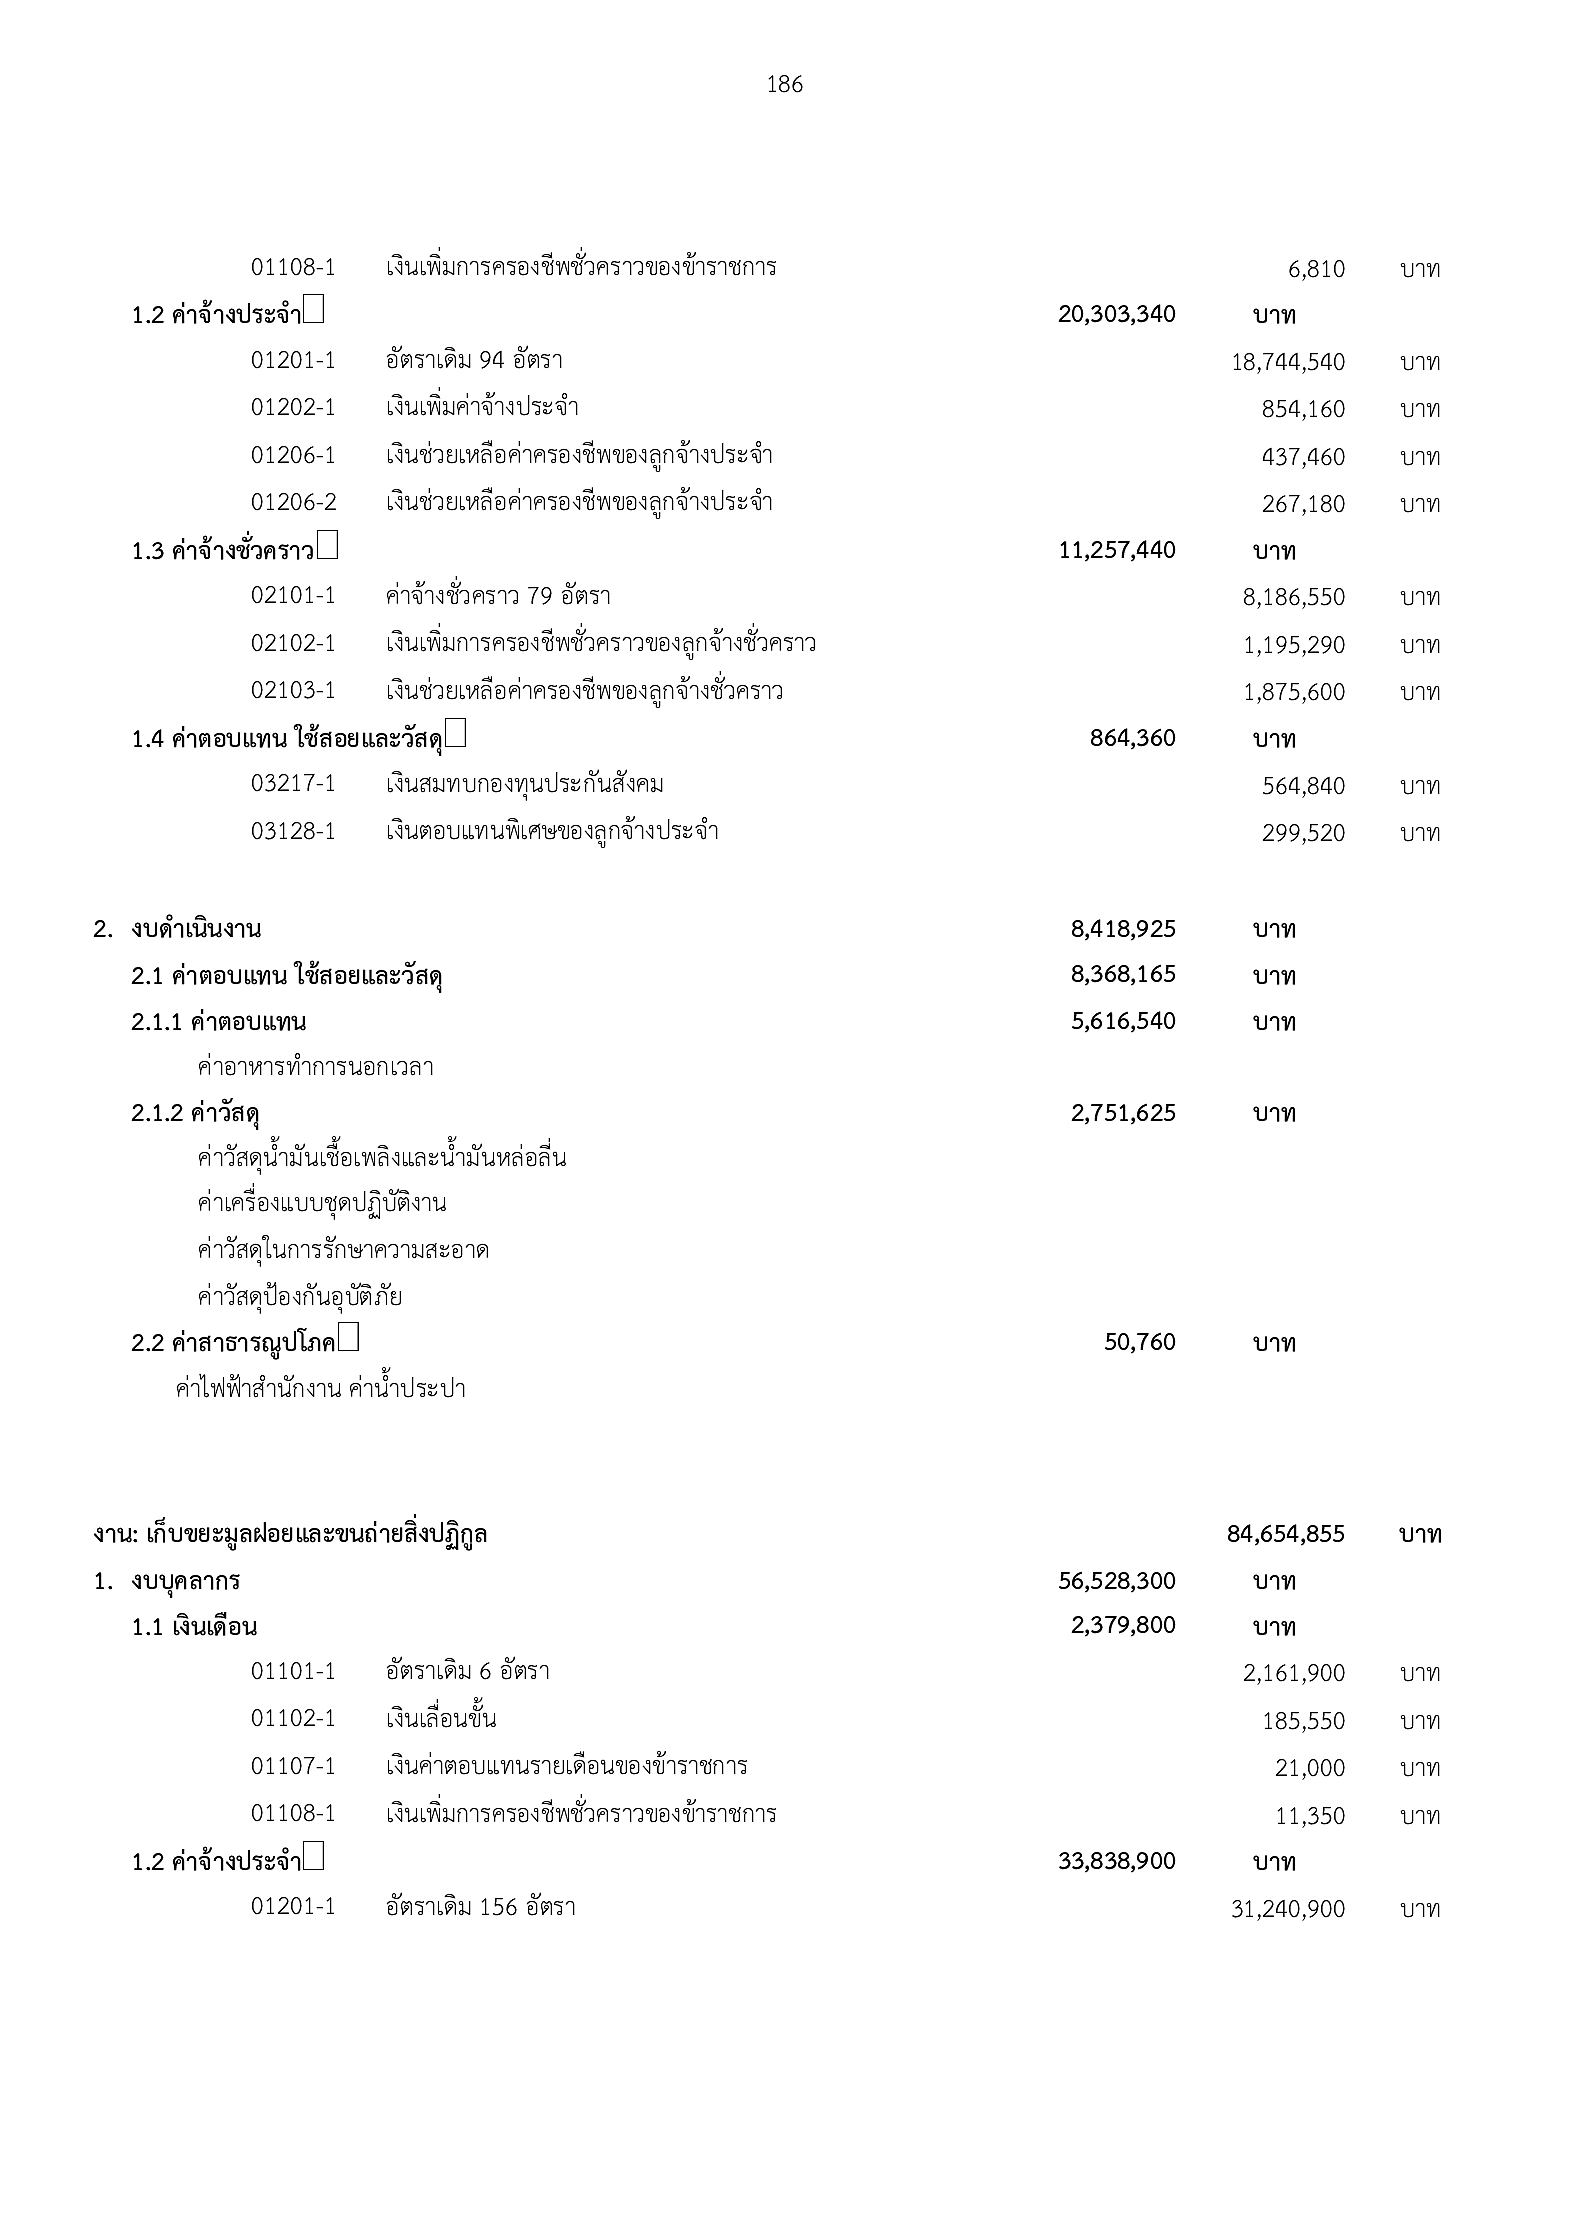 186
01108-1 เงินเพิ่มการครองชีพชั่วคราวของข้าราชการ 6,810 บาท
1.2 ค่าจ้างประจำ 20,303,340 บาท
01201-1 อัตราเดิม 94 อัตรา 18,744,540 บาท
01202-1 เงินเพิ่มค่าจ้างประจำ 854,160 บาท
01206-1 เงินช่วยเหลือค่าครองชีพของลูกจ้างประจำ 437,460 บาท
01206-2 เงินช่วยเหลือค่าครองชีพของลูกจ้างประจำ 267,180 บาท
1.3 ค่าจ้างชั่วคราว 11,257,440 บาท
02101-1 ค่าจ้างชั่วคราว 79 อัตรา 8,186,550 บาท
02102-1 เงินเพิ่มการครองชีพชั่วคราวของลูกจ้างชั่วคราว 1,195,290 บาท
02103-1 เงินช่วยเหลือค่าครองชีพของลูกจ้างชั่วคราว 1,875,600 บาท
1.4 ค่าตอบแทน ใช้สอยและวัสดุ 864,360 บาท
03217-1 เงินสมทบกองทุนประกันสังคม 564,840 บาท
03128-1 เงินตอบแทนพิเศษของลูกจ้างประจำ 299,520 บาท
2. งบดำเนินงาน 8,418,925 บาท
2.1 ค่าตอบแทน ใช้สอยและวัสดุ 8,368,165 บาท
2.1.1 ค่าตอบแทน 5,616,540 บาท
ค่าอาหารทำการนอกเวลา
2.1.2 ค่าวัสดุ 2,751,625 บาท
ค่าวัสดุน้ำมันเชื้อเพลิงและน้ำมันหล่อลื่น
ค่าเครื่องแบบชุดปฏิบัติงาน
ค่าวัสดุในการรักษาความสะอาด
ค่าวัสดุป้องกันอุบัติภัย
2.2 ค่าสาธารณูปโภค 50,760 บาท
ค่าไฟฟ้าสำนักงาน ค่าน้ำประปา
งาน: เก็บขยะมูลฝอยและขนถ่ายสิ่งปฏิกูล 84,654,855 บาท
1. งบบุคลากร 56,528,300 บาท
1.1 เงินเดือน 2,379,800 บาท
01101-1 อัตราเดิม 6 อัตรา 2,161,900 บาท
01102-1 เงินเลื่อนขั้น 185,550 บาท
01107-1 เงินค่าตอบแทนรายเดือนของข้าราชการ 21,000 บาท
01108-1 เงินเพิ่มการครองชีพชั่วคราวของข้าราชการ 11,350 บาท
1.2 ค่าจ้างประจำ 33,838,900 บาท
01201-1 อัตราเดิม 156 อัตรา 31,240,900 บาท